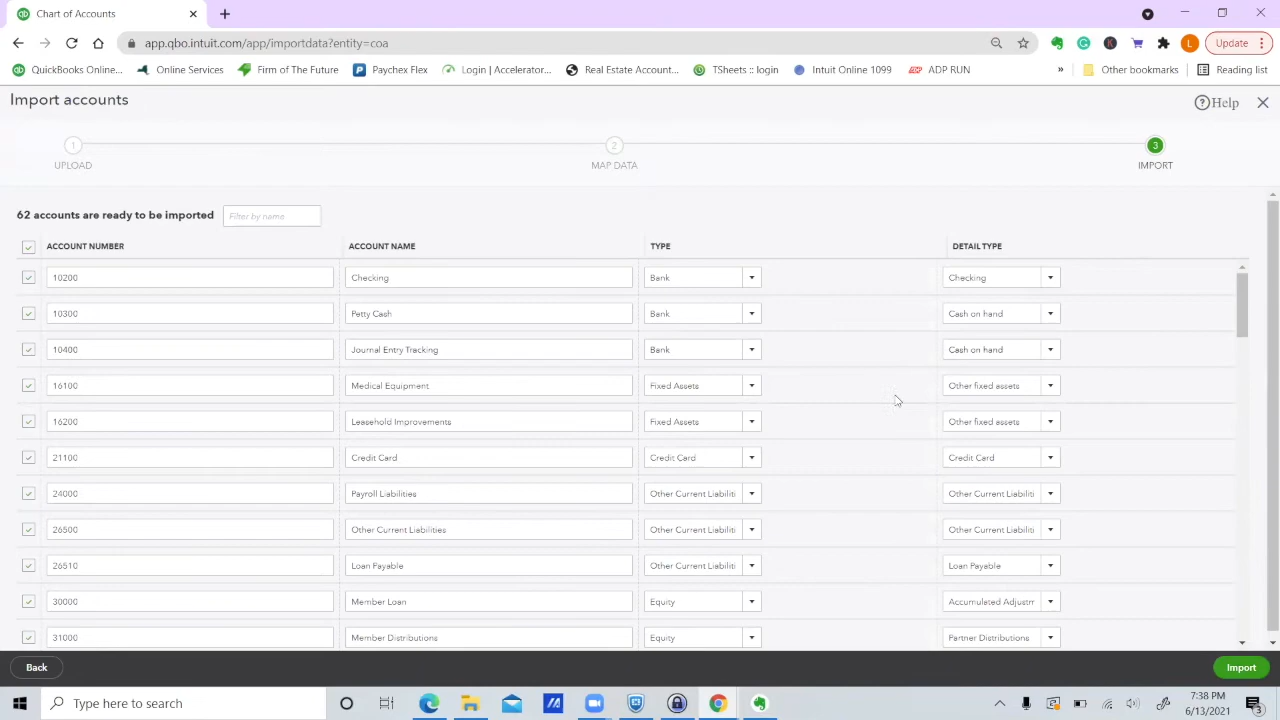 Chart of Accounts
app.qbo.intuit.com/app/importdata?entity=coa
Update
QuickBooks Online...
Online Services
Firm of The Future
Paychex Flex
Login | Accelerator...
Real Estate Account...
TSheets :: login
Intuit Online 1099
ADP RUN
»
Other bookmarks
Reading list
Import accounts
Help
1
2
3
UPLOAD
MAP DATA
IMPORT
62 accounts are ready to be imported
Filter by name
ACCOUNT NUMBER ACCOUNT NAME TYPE DETAIL TYPE
10200 Checking Bank Checking
10300 Petty Cash Bank Cash on hand
10400 Journal Entry Tracking Bank Cash on hand
16100 Medical Equipment Fixed Assets Other fixed assets
16200 Leasehold Improvements Fixed Assets Other fixed assets
21100 Credit Card Credit Card Credit Card
24000 Payroll Liabilities Other Current Liabiliti Other Current Liabiliti
26500 Other Current Liabilities Other Current Liabiliti Other Current Liabiliti
26510 Loan Payable Other Current Liabiliti Loan Payable
30000 Member Loan Equity Accumulated Adjustm
31000 Member Distributions Equity Partner Distributions
Back
Import
Type here to search
7:38 PM
6/13/2021
3